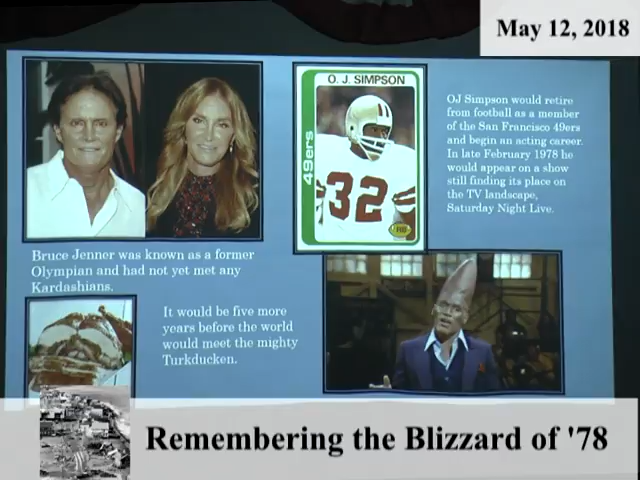 May 12, 2018
O. J. SIMPSON
49ers
32
OJ Simpson would retire
from football as a member
of the San Francisco 49ers
and begin an acting career.
In late February 1978 he
would appear on a show
still finding its place on
the TV landscape,
Saturday Night Live.
Bruce Jenner was known as a former
Olympian and had not yet met any
Kardashians.
It would be five more
years before the world
would meet the mighty
Turkducken.
Remembering the Blizzard of '78